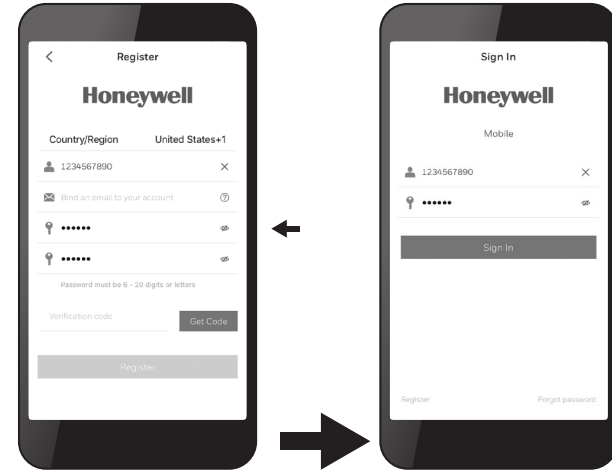 Register
Honeywell
Country/Region United States+1
1234567890
Bind an email to your account
••••••
••••••
Password must be 6 - 20 digits or letters
Verification code Get Code
Register
Sign In
Honeywell
Mobile
1234567890
••••••
Sign In
Register Forgot password